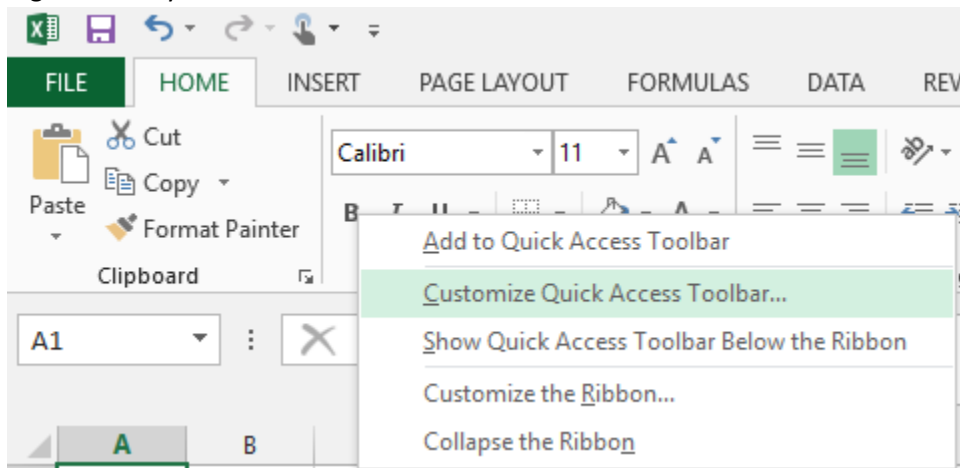 FILE HOME INSERT PAGE LAYOUT FORMULAS DATA REV
Cut
Calibri 11 A A
Copy
Paste
B I U A
Format Painter
Clipboard
Add to Quick Access Toolbar
Customize Quick Access Toolbar...
Show Quick Access Toolbar Below the Ribbon
Customize the Ribbon...
Collapse the Ribbon
A1
A B